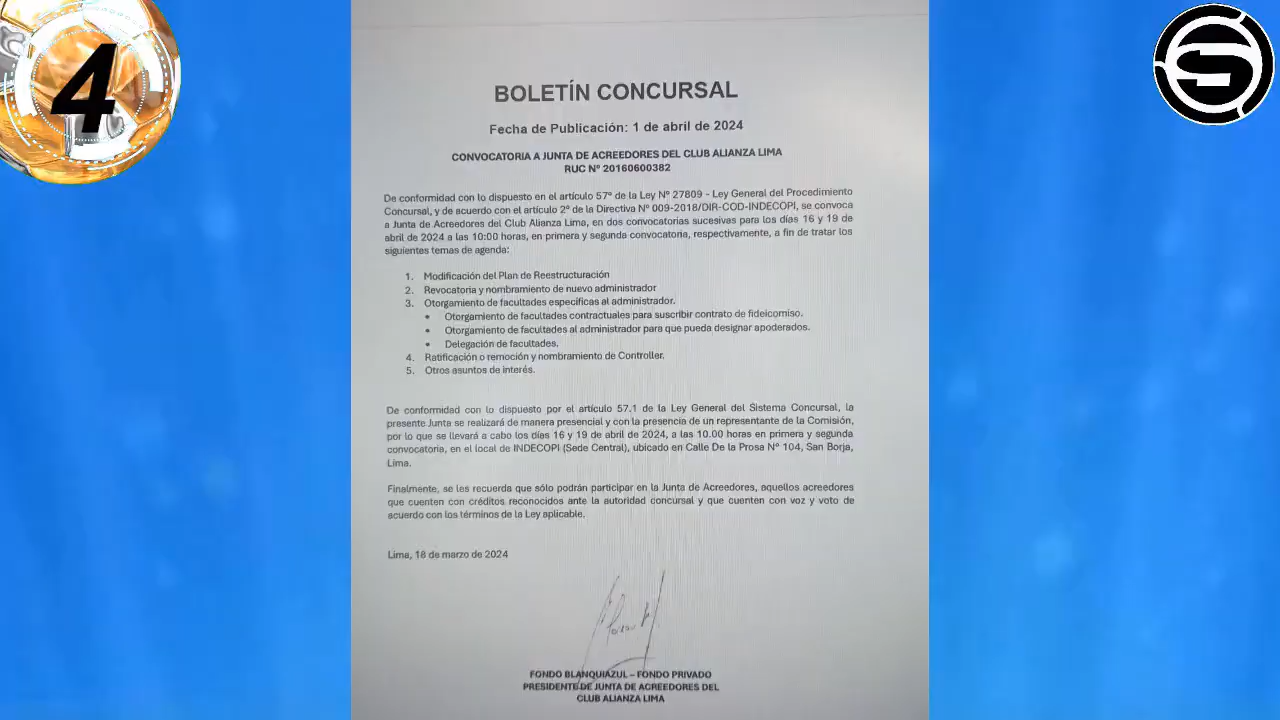 4
S
BOLETÍN CONCURSAL
Fecha de Publicación: 1 de abril de 2024
CONVOCATORIA A JUNTA DE ACREEDORES DEL CLUB ALIANZA LIMA
RUC Nº 20160600382
De conformidad con lo dispuesto en el artículo 57º de la Ley Nº 27809 - Ley General del Procedimiento
Concursal, y de acuerdo con el artículo 2º de la Directiva Nº 009-2018/DIR-COD-INDECOPI, se convoca
a Junta de Acreedores del Club Alianza Lima, en dos convocatorias sucesivas para los días 16 y 19 de
abril de 2024 a las 10:00 horas, en primera y segunda convocatoria, respectivamente, a fin de tratar los
siguientes temas de agenda:
1. Modificación del Plan de Reestructuración
2. Revocatoria y nombramiento de nuevo administrador
3. Otorgamiento de facultades específicas al administrador.
• Otorgamiento de facultades contractuales para suscribir contrato de fideicomiso.
• Otorgamiento de facultades al administrador para que pueda designar apoderados.
• Delegación de facultades.
4. Ratificación o remoción y nombramiento de Controller.
5. Otros asuntos de interés.
De conformidad con lo dispuesto por el artículo 57.1 de la Ley General del Sistema Concursal, la
presente Junta se realizará de manera presencial y con la presencia de un representante de la Comisión,
por lo que se llevará a cabo los días 16 y 19 de abril de 2024, a las 10.00 horas en primera y segunda
convocatoria, en el local de INDECOPI (Sede Central), ubicado en Calle De la Prosa Nº 104, San Borja,
Lima.
Finalmente, se les recuerda que sólo podrán participar en la Junta de Acreedores, aquellos acreedores
que cuenten con créditos reconocidos ante la autoridad concursal y que cuenten con voz y voto de
acuerdo con los términos de la Ley aplicable.
Lima, 18 de marzo de 2024
FONDO BLANQUIAZUL – FONDO PRIVADO
PRESIDENTE DE JUNTA DE ACREEDORES DEL
CLUB ALIANZA LIMA